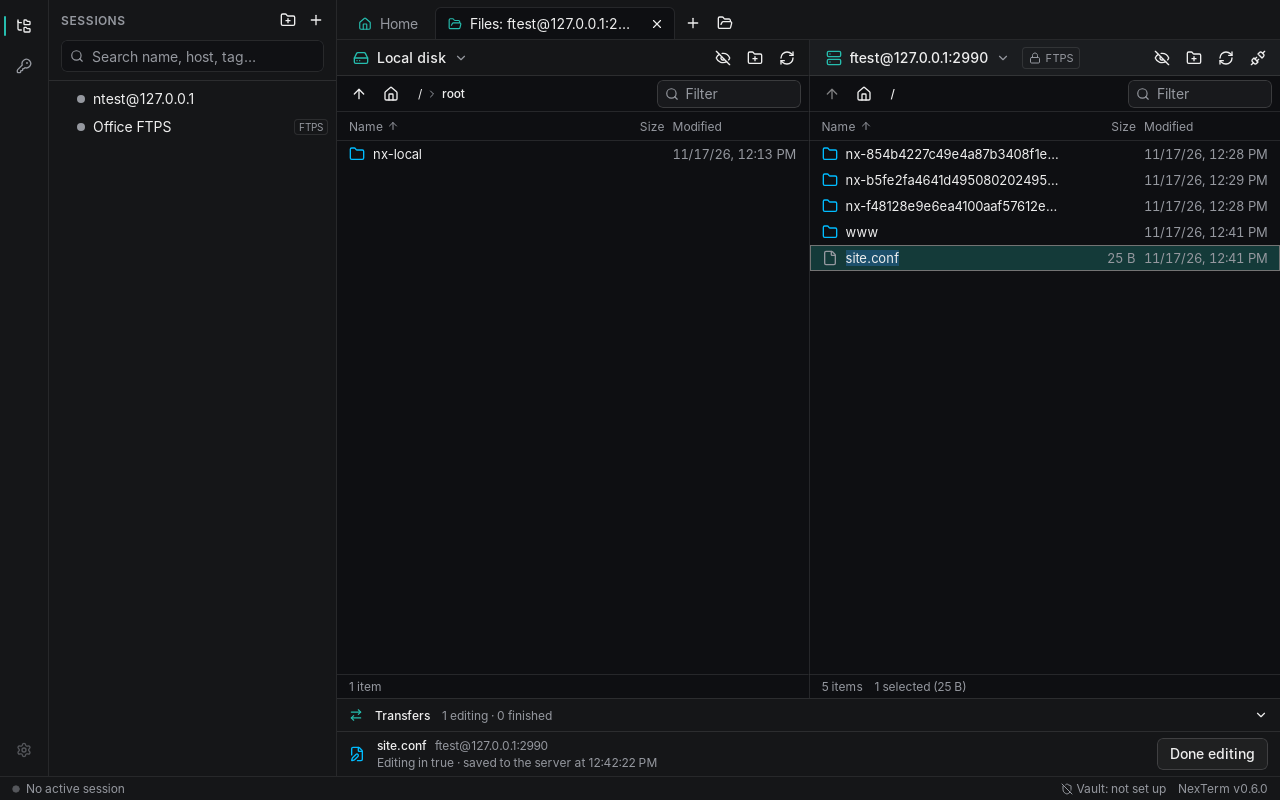 SESSIONS
Search name, host, tag...
ntest@127.0.0.1
Office FTPS FTPS
Home Files: ftest@127.0.0.1:2...
Local disk
/ root Filter
Name Size Modified
nx-local 11/17/26, 12:13 PM
1 item
ftest@127.0.0.1:2990 FTPS
/ Filter
Name Size Modified
nx-854b4227c49e4a87b3408f1e... 11/17/26, 12:28 PM
nx-b5fe2fa4641d495080202495... 11/17/26, 12:29 PM
nx-f48128e9e6ea4100aaf57612e... 11/17/26, 12:28 PM
www 11/17/26, 12:41 PM
site.conf 25 B 11/17/26, 12:41 PM
5 items 1 selected (25 B)
Transfers 1 editing · 0 finished
site.conf ftest@127.0.0.1:2990
Editing in true · saved to the server at 12:42:22 PM
Done editing
No active session
Vault: not set up NexTerm v0.6.0